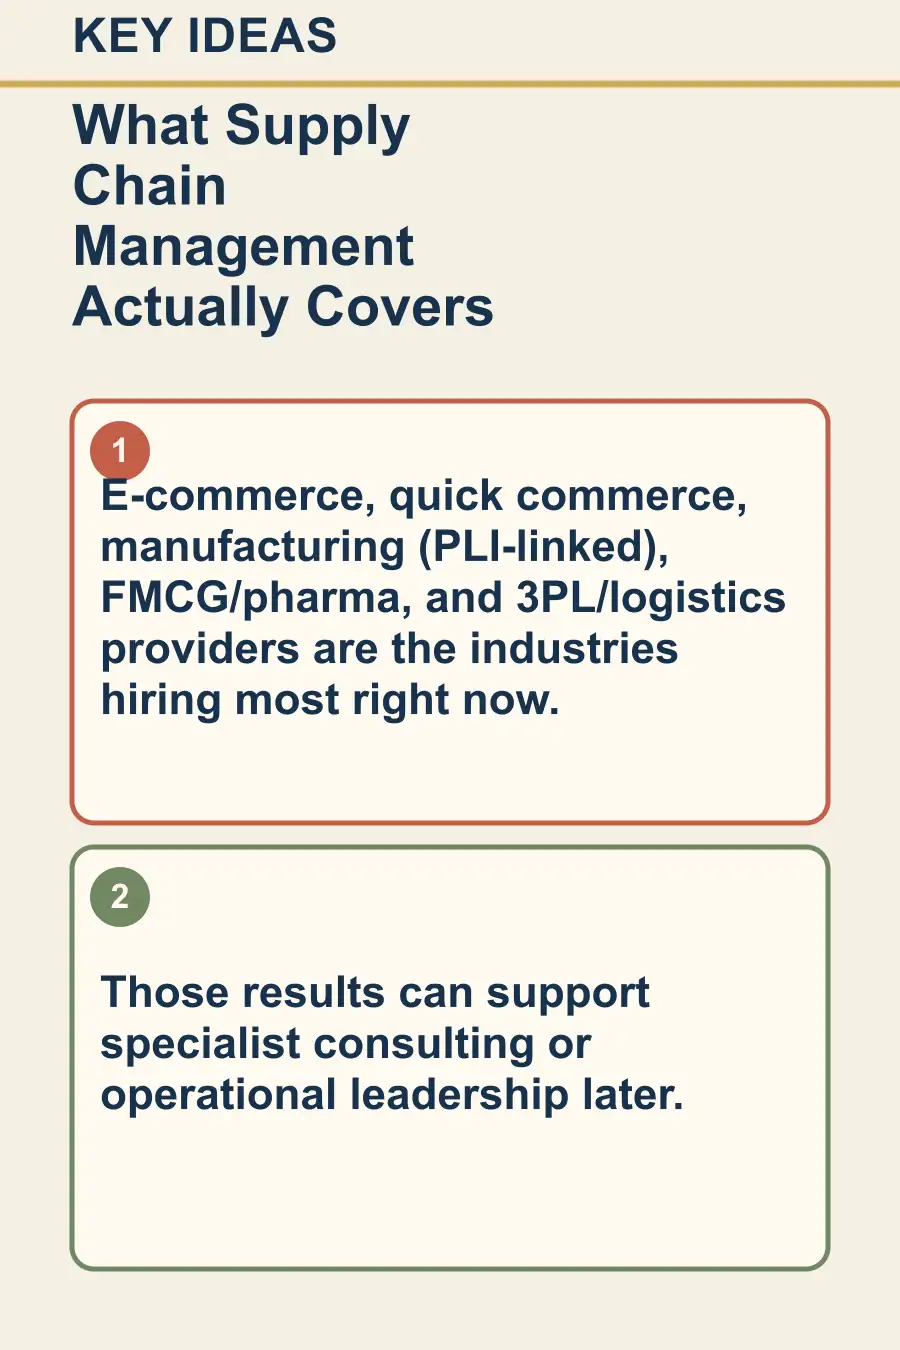 KEY IDEAS
What Supply
Chain
Management
Actually Covers
1
E-commerce, quick commerce,
manufacturing (PLI-linked),
FMCG/pharma, and 3PL/logistics
providers are the industries
hiring most right now.
2
Those results can support
specialist consulting or
operational leadership later.